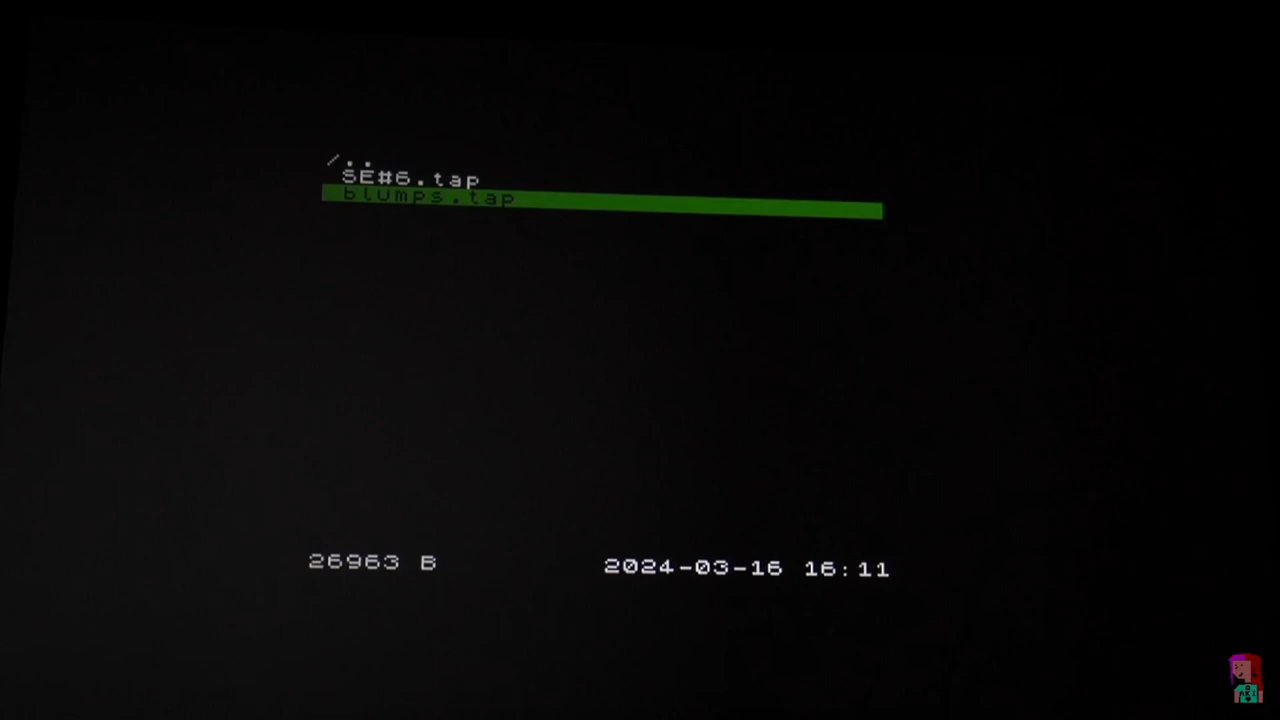 /..
SE#6.tap
blumps.tap
26963 B
2024-03-16 16:11